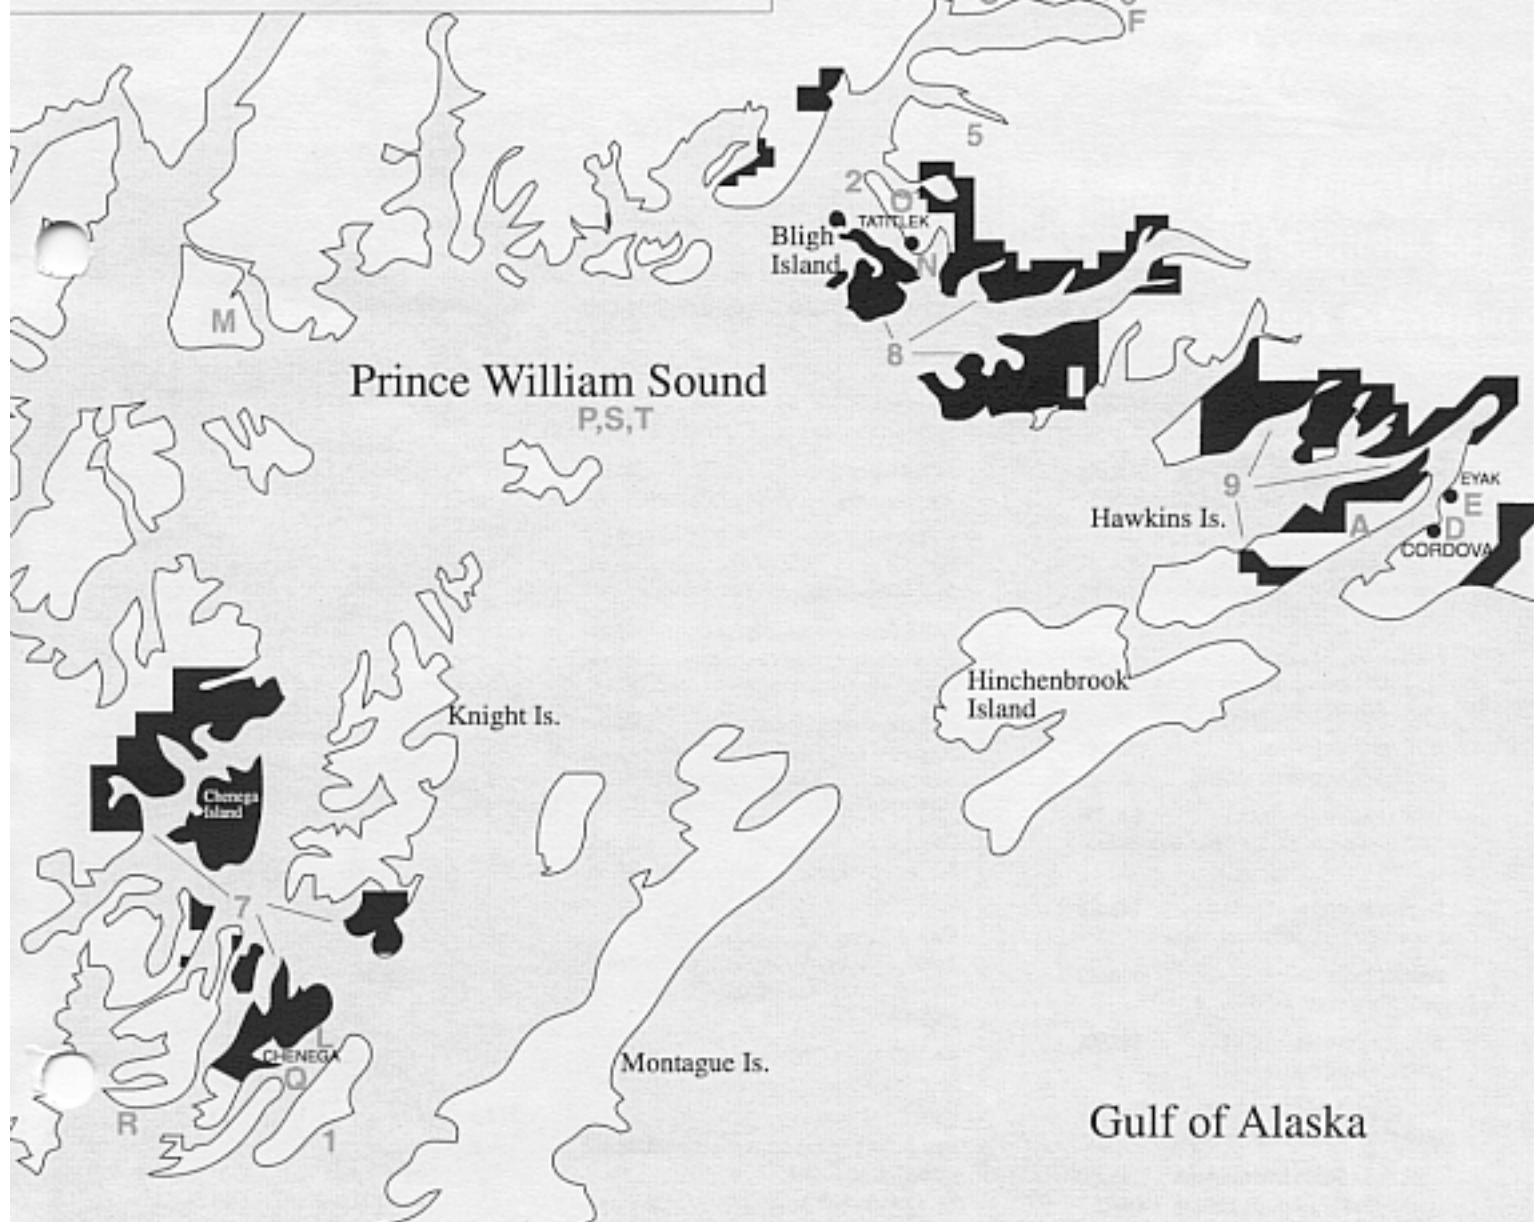 F
5
2
O
TATITLEK
Bligh
Island
N
M
8
Prince William Sound
P,S,T
9
EYAK
E
Hawkins Is.
A
D
CORDOVA
Hinchenbrook
Island
Knight Is.
Chenega
Island
7
L
CHENEGA
Q
Montague Is.
R
1
Gulf of Alaska